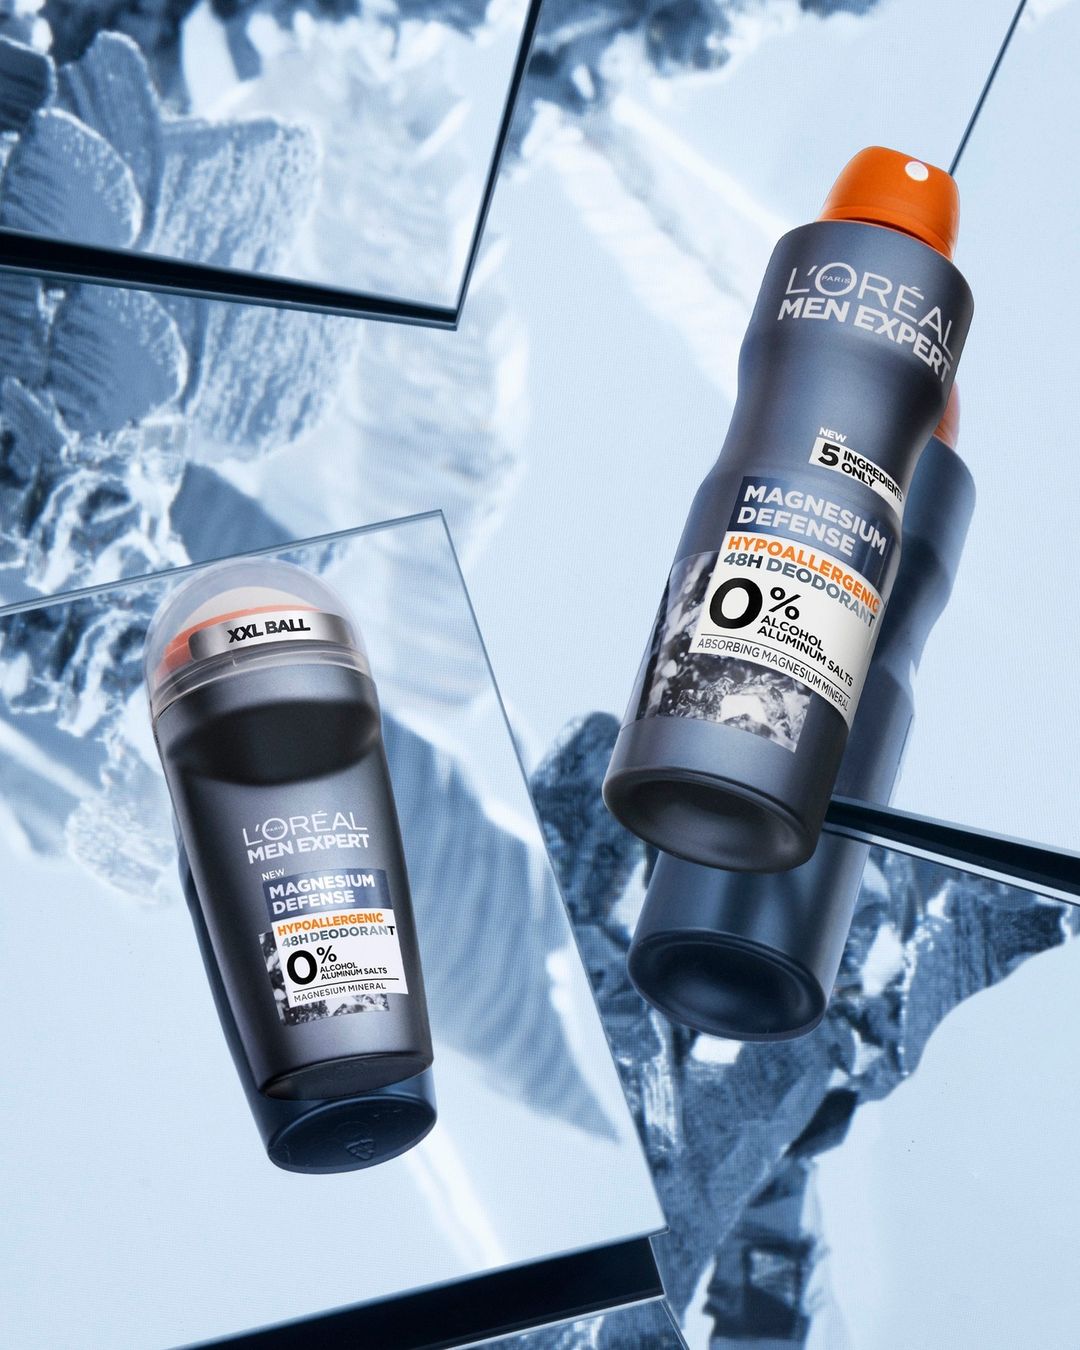 L'ORÉAL
PARIS
MEN EXPERT
NEW
5 INGREDIENTS
ONLY
MAGNESIUM
DEFENSE
HYPOALLERGENIC
48H DEODORANT
0%
ALCOHOL
ALUMINUM SALTS
ABSORBING MAGNESIUM MINERAL
XXL BALL
L'ORÉAL
PARIS
MEN EXPERT
NEW
MAGNESIUM
DEFENSE
HYPOALLERGENIC
48H DEODORANT
0%
ALCOHOL
ALUMINUM SALTS
MAGNESIUM MINERAL